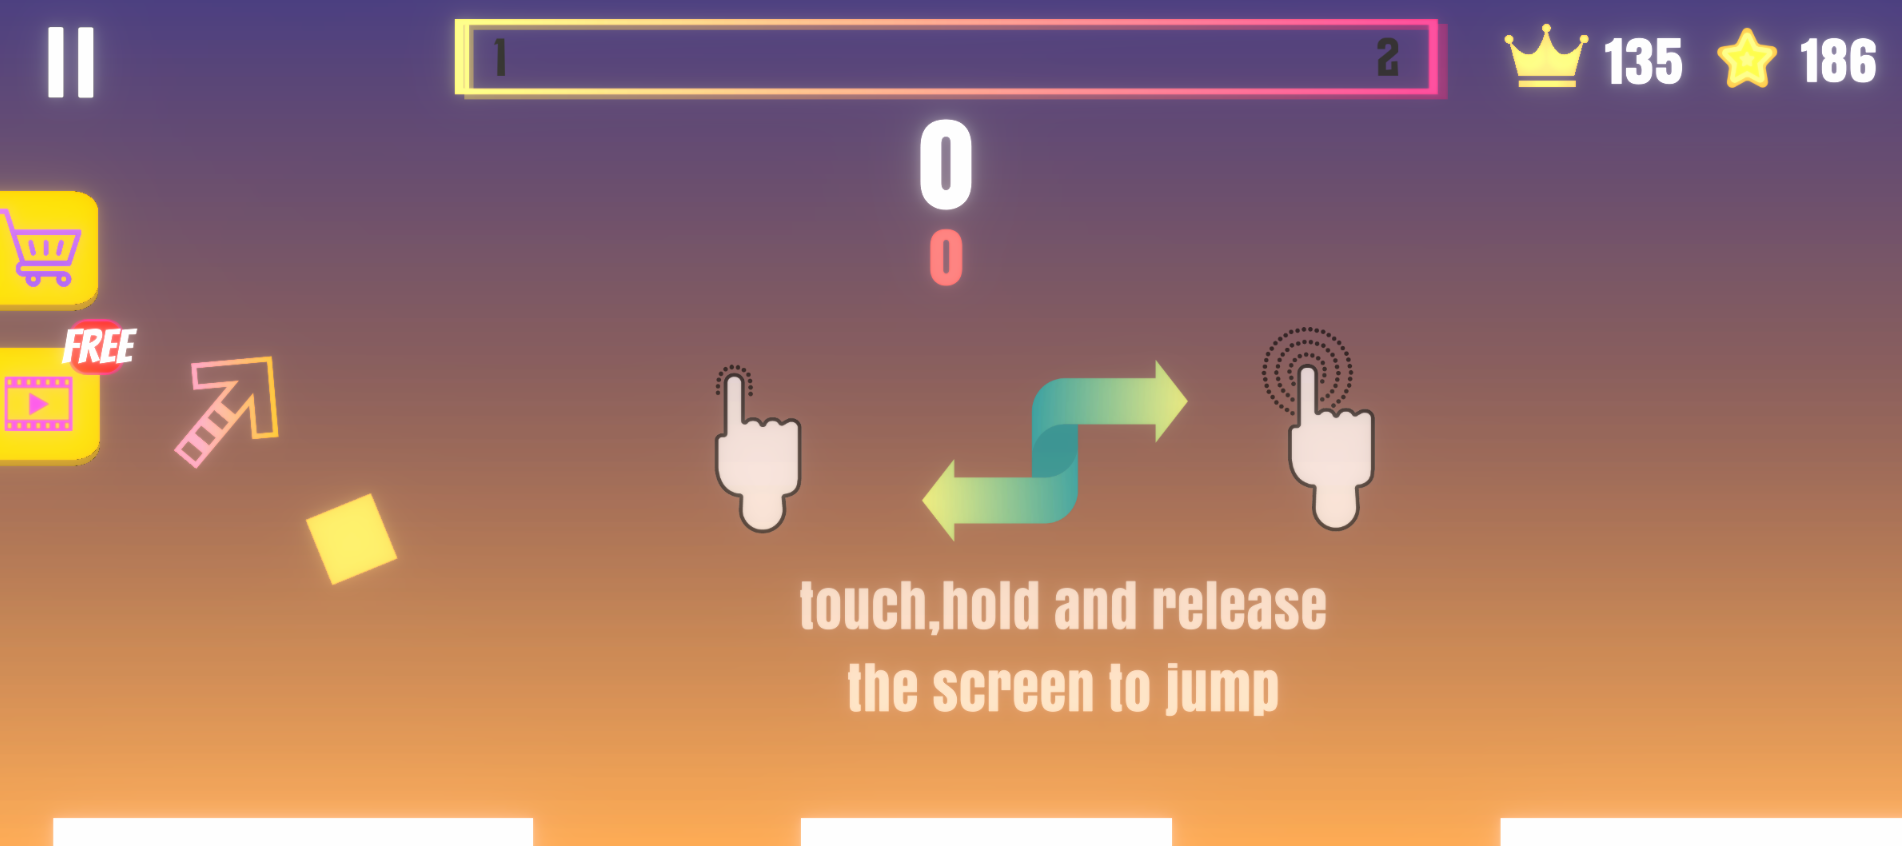 1
2
135
186
0
0
FREE
touch,hold and release
the screen to jump